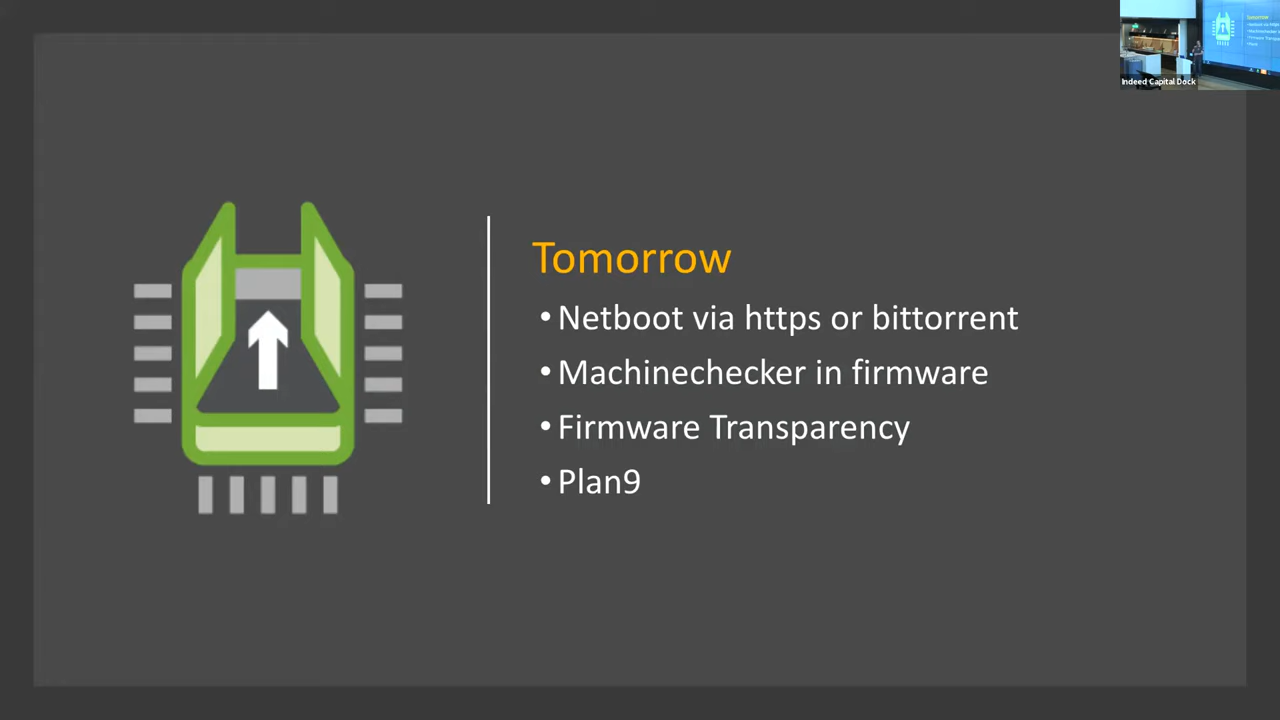 Tomorrow
• Netboot via https or bittorrent
• Machinechecker in firmware
• Firmware Transparency
• Plan9
Indeed Capital Dock